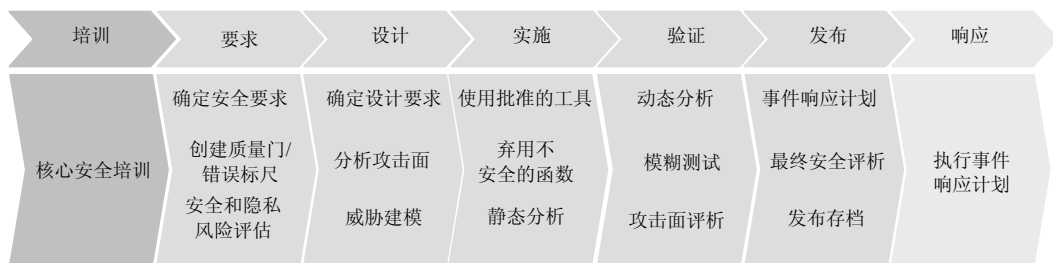 培训
要求
设计
实施
验证
发布
响应
核心安全培训
确定安全要求
创建质量门/
错误标尺
安全和隐私
风险评估
确定设计要求
分析攻击面
威胁建模
使用批准的工具
弃用不
安全的函数
静态分析
动态分析
模糊测试
攻击面评析
事件响应计划
最终安全评析
发布存档
执行事件
响应计划